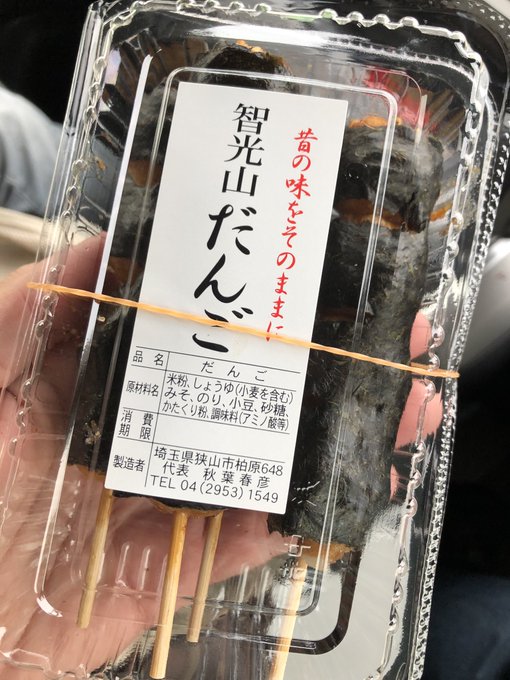 昔の味をそのままに
智光山だんご
品名 だんご
原材料名 米粉、しょうゆ(小麦を含む)
みそ、のり、小豆、砂糖、
かたくり粉、調味料(アミノ酸等)
消費期限
製造者 埼玉県狭山市柏原648
代表 秋葉春彦
TEL 04(2953)1549